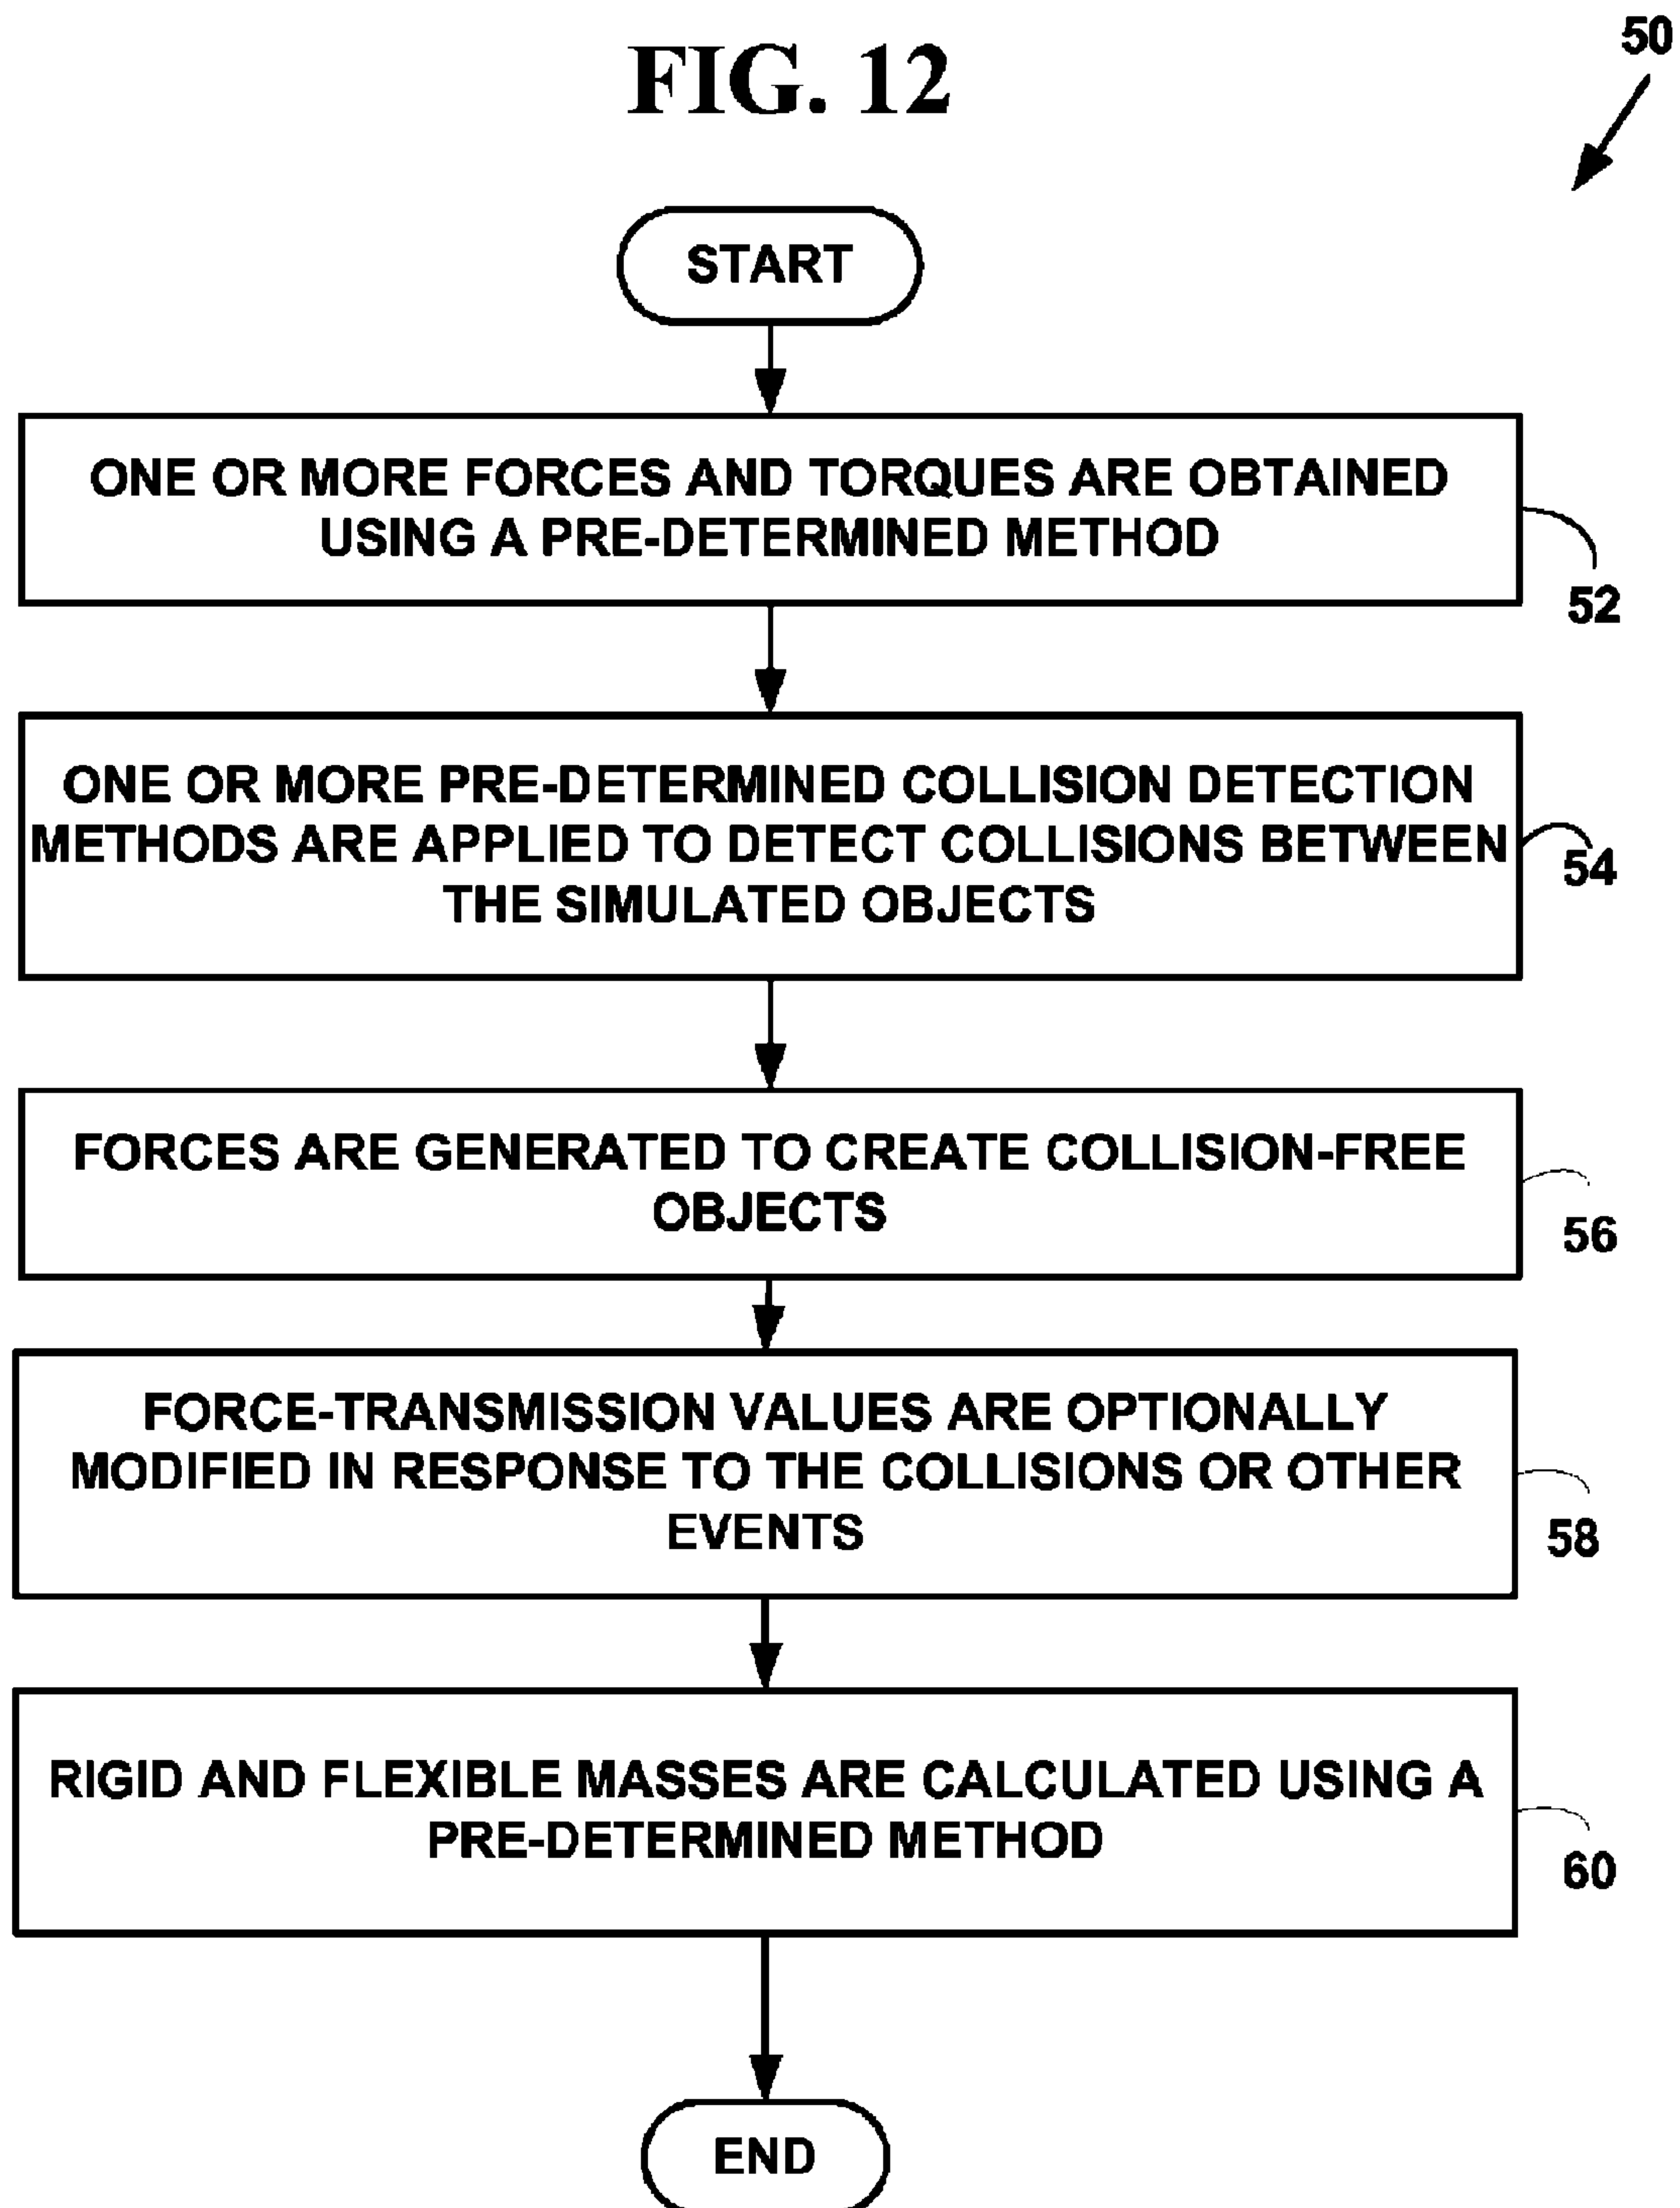 FIG. 12
50
START
ONE OR MORE FORCES AND TORQUES ARE OBTAINED
USING A PRE-DETERMINED METHOD
52
ONE OR MORE PRE-DETERMINED COLLISION DETECTION
METHODS ARE APPLIED TO DETECT COLLISIONS BETWEEN
THE SIMULATED OBJECTS
54
FORCES ARE GENERATED TO CREATE COLLISION-FREE
OBJECTS
56
FORCE-TRANSMISSION VALUES ARE OPTIONALLY
MODIFIED IN RESPONSE TO THE COLLISIONS OR OTHER
EVENTS
58
RIGID AND FLEXIBLE MASSES ARE CALCULATED USING A
PRE-DETERMINED METHOD
60
END